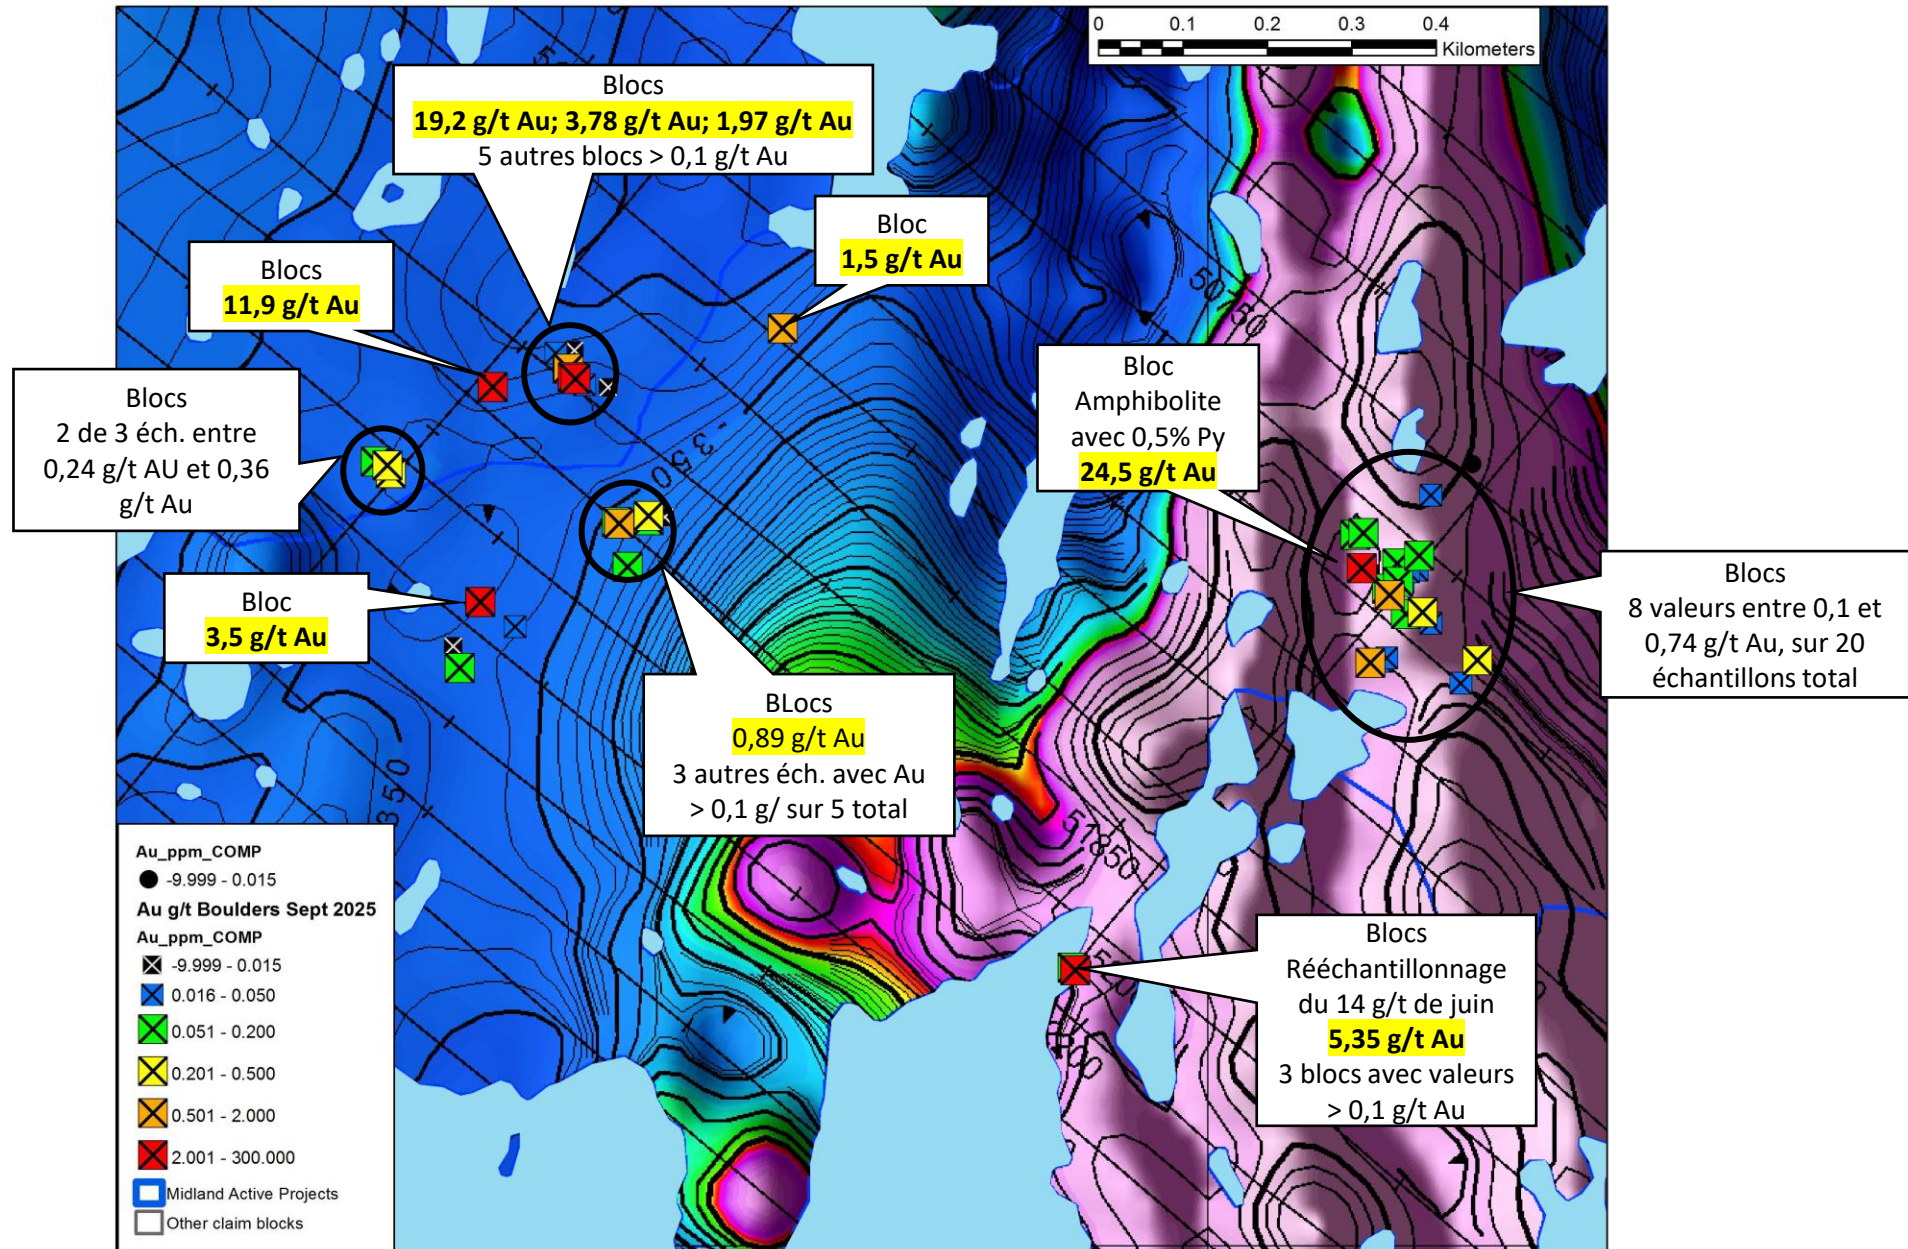 0 0.1 0.2 0.3 0.4
Kilometers
Blocs
19,2 g/t Au; 3,78 g/t Au; 1,97 g/t Au
5 autres blocs > 0,1 g/t Au
Bloc
1,5 g/t Au
Blocs
11,9 g/t Au
Blocs
2 de 3 éch. entre
0,24 g/t AU et 0,36
g/t Au
Bloc
Amphibolite
avec 0,5% Py
24,5 g/t Au
Blocs
8 valeurs entre 0,1 et
0,74 g/t Au, sur 20
échantillons total
Bloc
3,5 g/t Au
BLocs
0,89 g/t Au
3 autres éch. avec Au
> 0,1 g/ sur 5 total
57850
Blocs
Rééchantillonnage
du 14 g/t de juin
5,35 g/t Au
3 blocs avec valeurs
> 0,1 g/t Au
Au_ppm_COMP
-9.999 - 0.015
Au g/t Boulders Sept 2025
Au_ppm_COMP
-9.999 - 0.015
0.016 - 0.050
0.051 - 0.200
0.201 - 0.500
0.501 - 2.000
2.001 - 300.000
Midland Active Projects
Other claim blocks